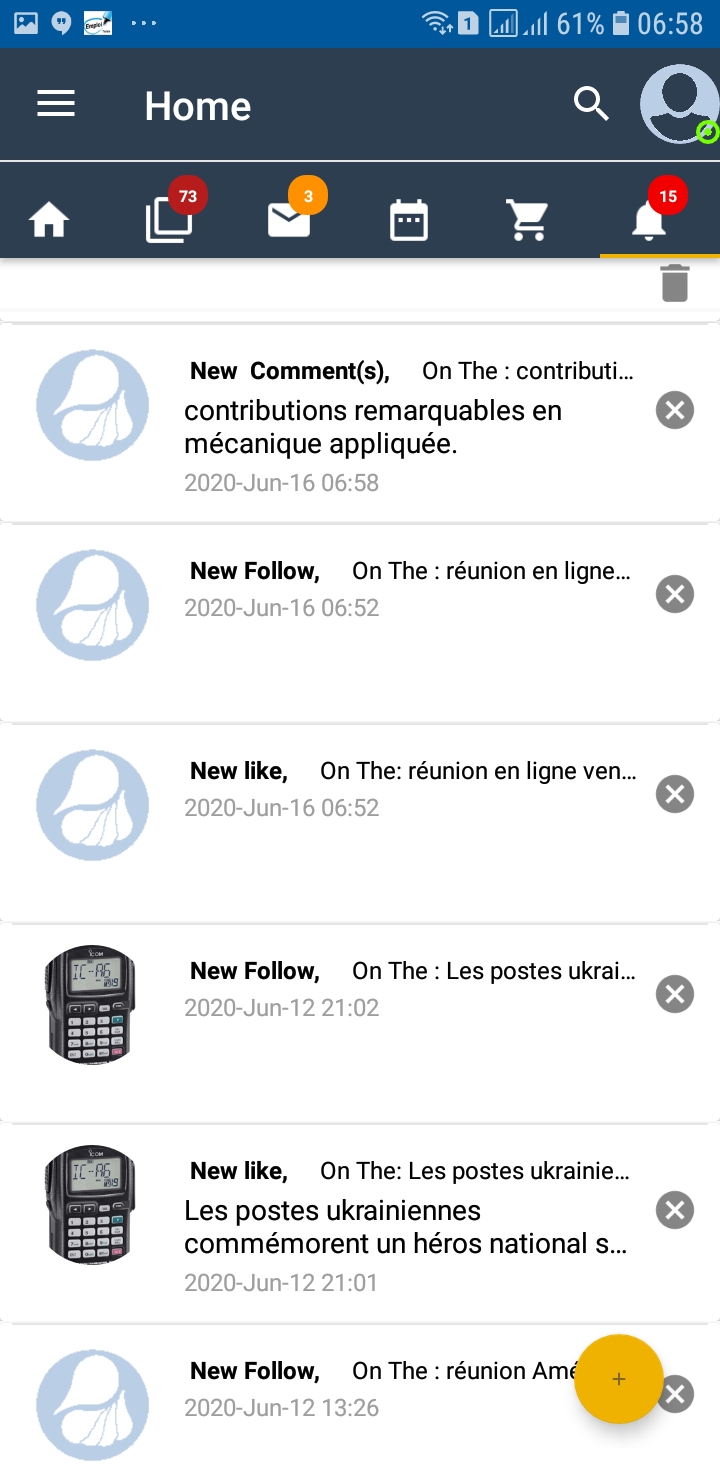 61% 06:58
1
Home
73
3
15
New Comment(s), On The : contributi...
contributions remarquables en
mécanique appliquée.
2020-Jun-16 06:58
New Follow, On The : réunion en ligne...
2020-Jun-16 06:52
New like, On The: réunion en ligne ven...
2020-Jun-16 06:52
New Follow, On The : Les postes ukrai...
2020-Jun-12 21:02
New like, On The: Les postes ukrainie...
Les postes ukrainiennes
commémorent un héros national s...
2020-Jun-12 21:01
New Follow, On The : réunion Amé
2020-Jun-12 13:26
+